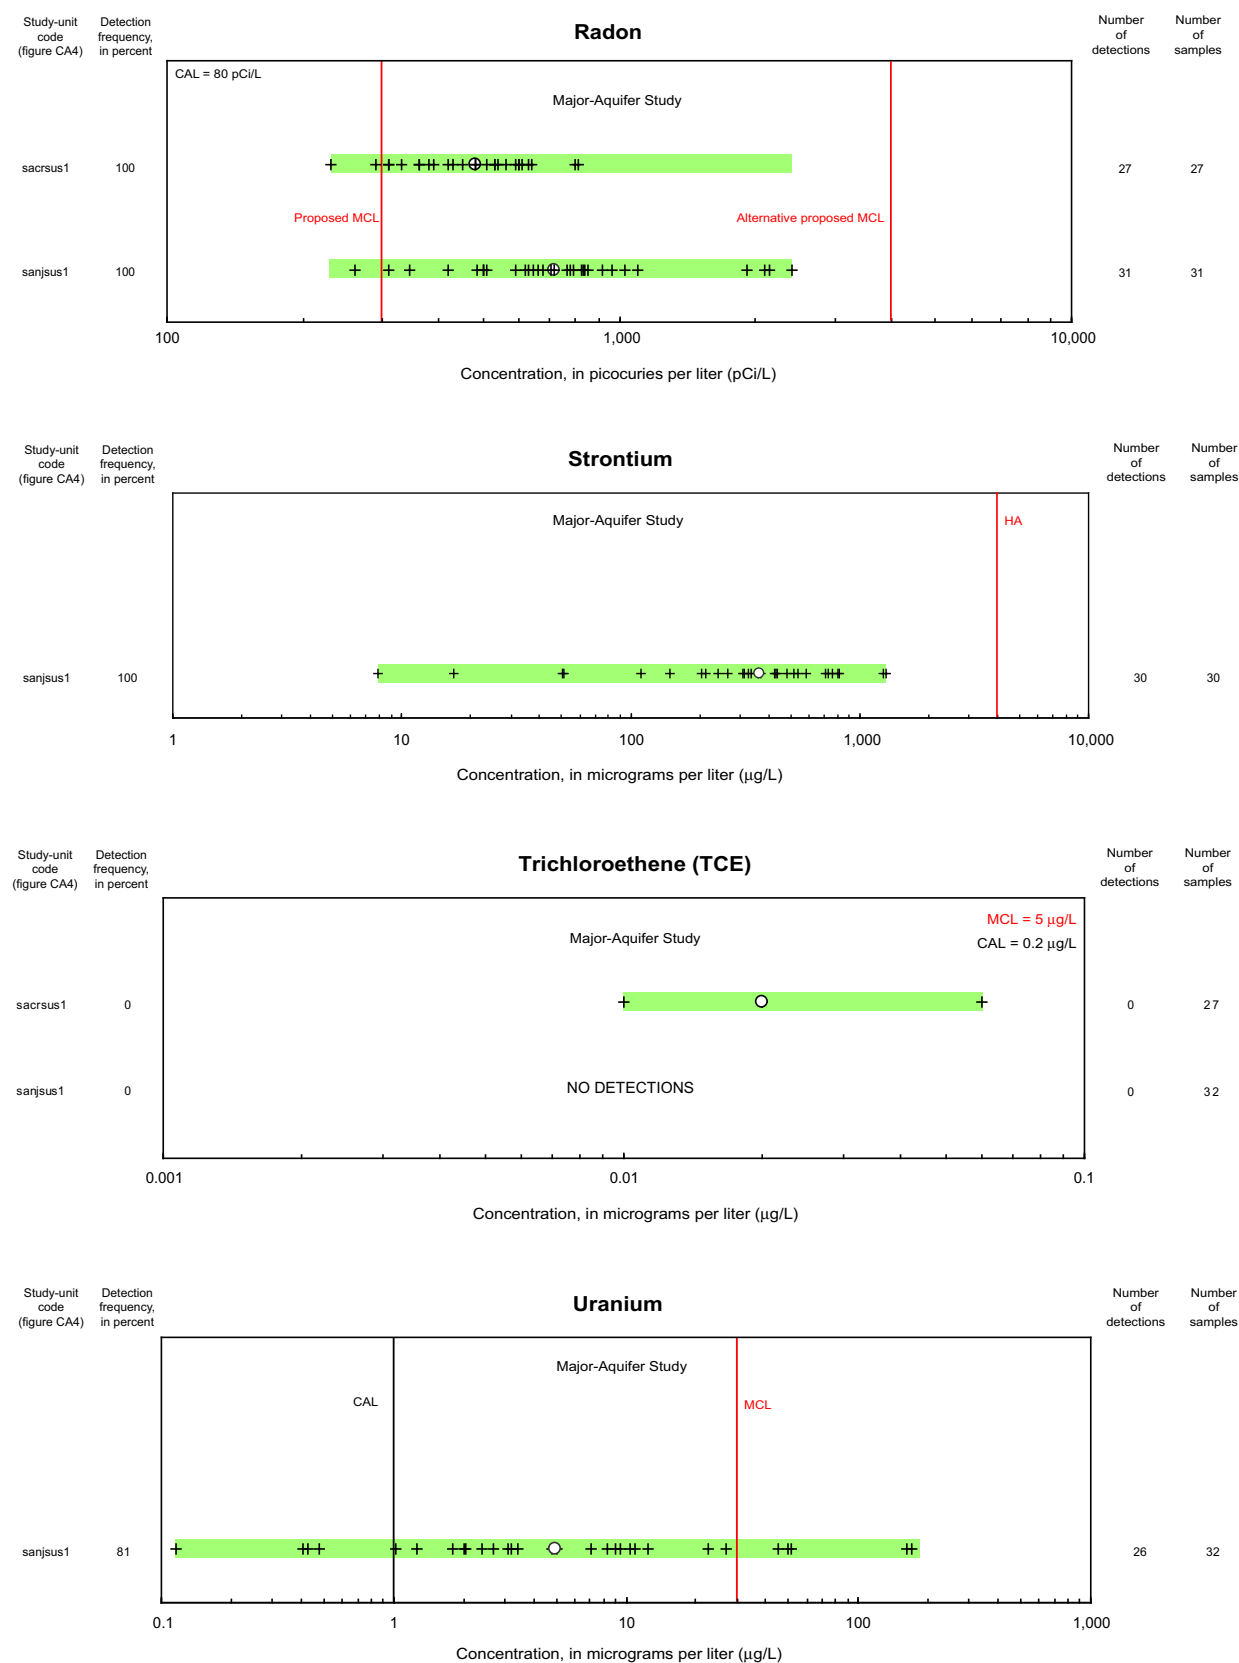 Study-unit
code
(figure CA4)
Detection
frequency,
in percent
Radon
Number
of
detections
Number
of
samples
CAL = 80 pCi/L
Major-Aquifer Study
sacrsus1 100 27 27
Proposed MCL Alternative proposed MCL
sanjsus1 100 31 31
100 1,000 10,000
Concentration, in picocuries per liter (pCi/L)
Study-unit
code
(figure CA4)
Detection
frequency,
in percent
Strontium
Number
of
detections
Number
of
samples
Major-Aquifer Study HA
sanjsus1 100 30 30
1 10 100 1,000 10,000
Concentration, in micrograms per liter (µg/L)
Study-unit
code
(figure CA4)
Detection
frequency,
in percent
Trichloroethene (TCE)
Number
of
detections
Number
of
samples
MCL = 5 µg/L
Major-Aquifer Study
CAL = 0.2 µg/L
sacrsus1 0 0 27
sanjsus1 0 NO DETECTIONS 0 32
0.001 0.01 0.1
Concentration, in micrograms per liter (µg/L)
Study-unit
code
(figure CA4)
Detection
frequency,
in percent
Uranium
Number
of
detections
Number
of
samples
Major-Aquifer Study
CAL MCL
sanjsus1 81 26 32
0.1 1 10 100 1,000
Concentration, in micrograms per liter (µg/L)